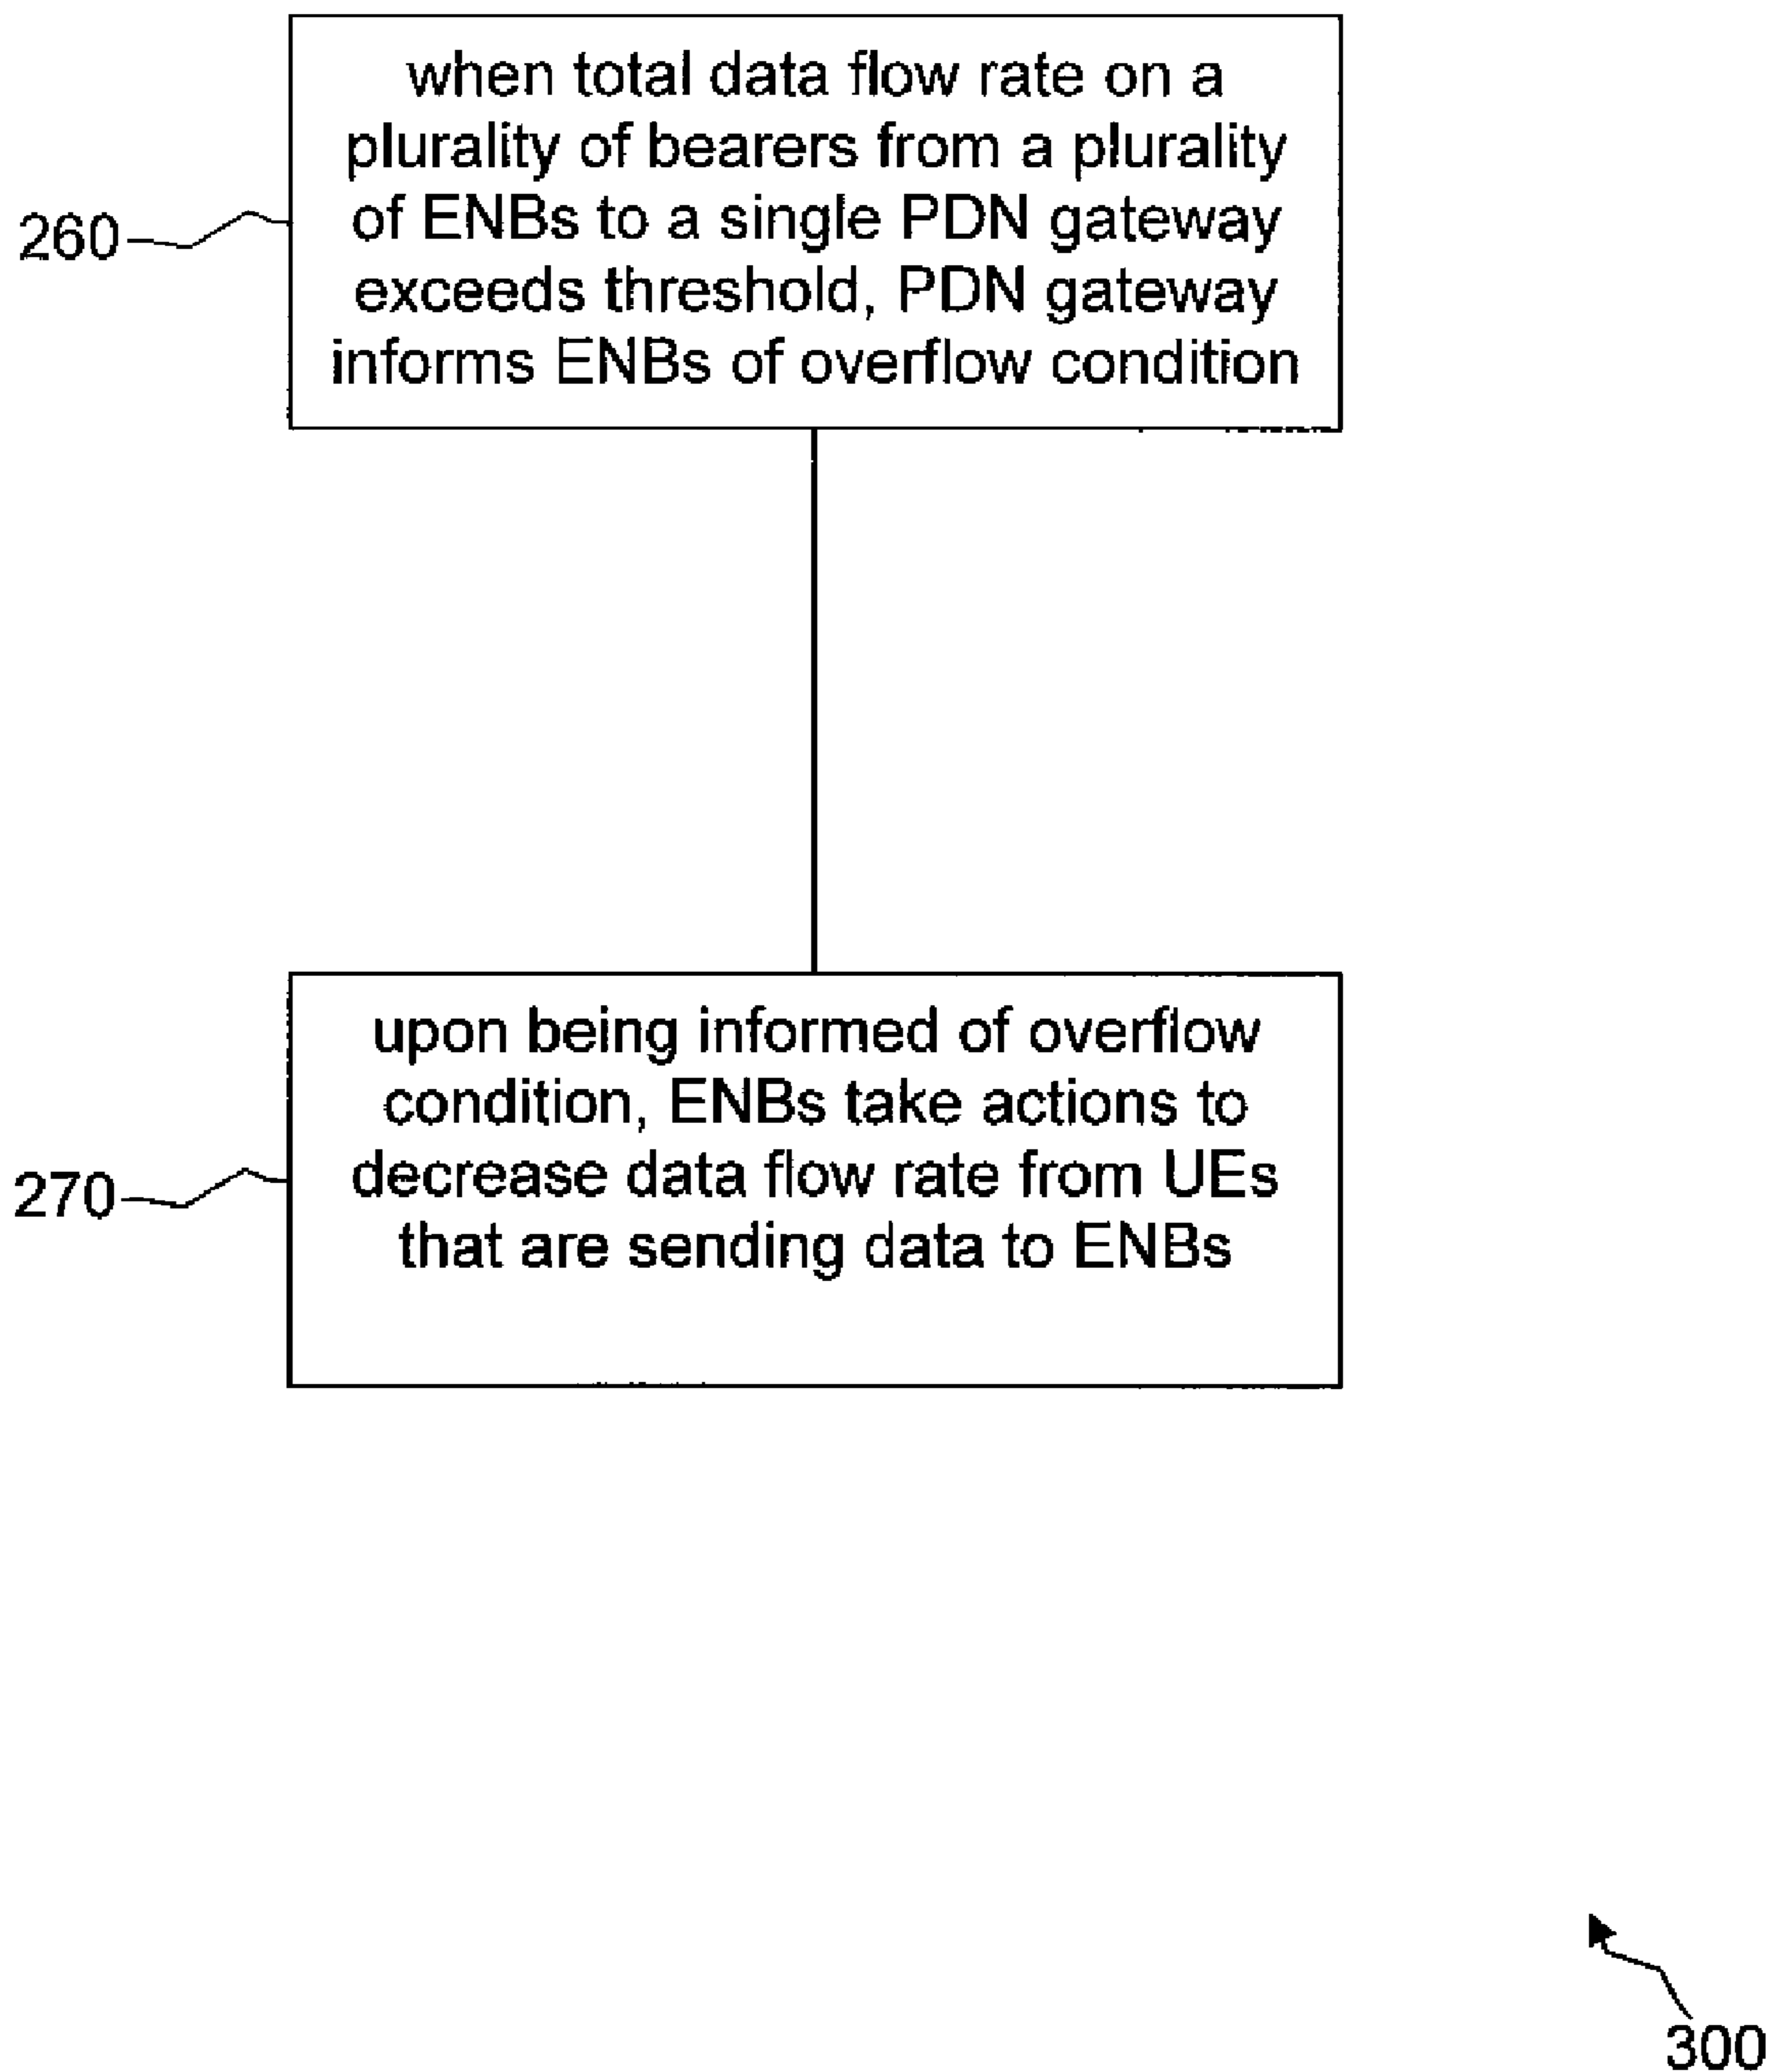 when total data flow rate on a
plurality of bearers from a plurality
of ENBs to a single PDN gateway
exceeds threshold, PDN gateway
informs ENBs of overflow condition
260
upon being informed of overflow
condition, ENBs take actions to
decrease data flow rate from UEs
that are sending data to ENBs
270
300